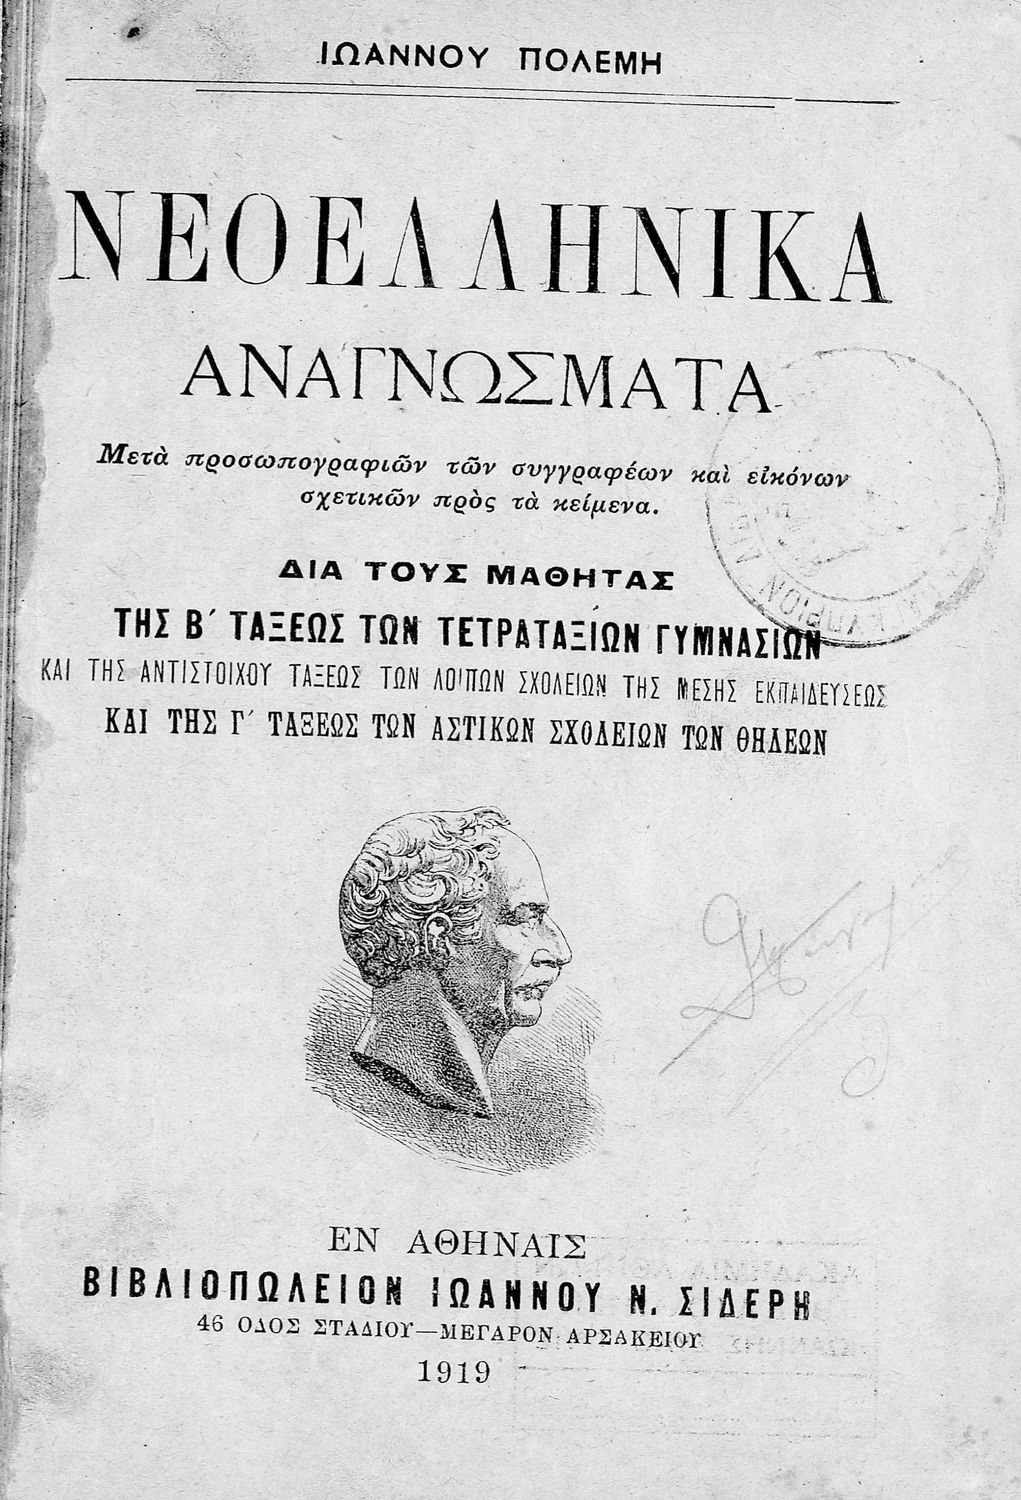 ΙΩΑΝΝΟΥ ΠΟΛΕΜΗ
ΝΕΟΕΛΛΗΝΙΚΑ
ΑΝΑΓΝΩΣΜΑΤΑ
Μετὰ προσωπογραφιῶν τῶν συγγραφέων καὶ εἰκόνων
σχετικῶν πρὸς τὰ κείμενα.
ΔΙΑ ΤΟΥΣ ΜΑΘΗΤΑΣ
ΤΗΣ Β΄ ΤΑΞΕΩΣ ΤΩΝ ΤΕΤΡΑΤΑΞΙΩΝ ΓΥΜΝΑΣΙΩΝ
ΚΑΙ ΤΗΣ ΑΝΤΙΣΤΟΙΧΟΥ ΤΑΞΕΩΣ ΤΩΝ ΛΟΙΠΩΝ ΣΧΟΛΕΙΩΝ ΤΗΣ ΜΕΣΗΣ ΕΚΠΑΙΔΕΥΣΕΩΣ
ΚΑΙ ΤΗΣ Γ΄ ΤΑΞΕΩΣ ΤΩΝ ΑΣΤΙΚΩΝ ΣΧΟΛΕΙΩΝ ΤΩΝ ΘΗΛΕΩΝ
ΕΝ ΑΘΗΝΑΙΣ
ΒΙΒΛΙΟΠΩΛΕΙΟΝ ΙΩΑΝΝΟΥ Ν. ΣΙΔΕΡΗ
46 ΟΔΟΣ ΣΤΑΔΙΟΥ—ΜΕΓΑΡΟΝ ΑΡΣΑΚΕΙΟΥ
1919